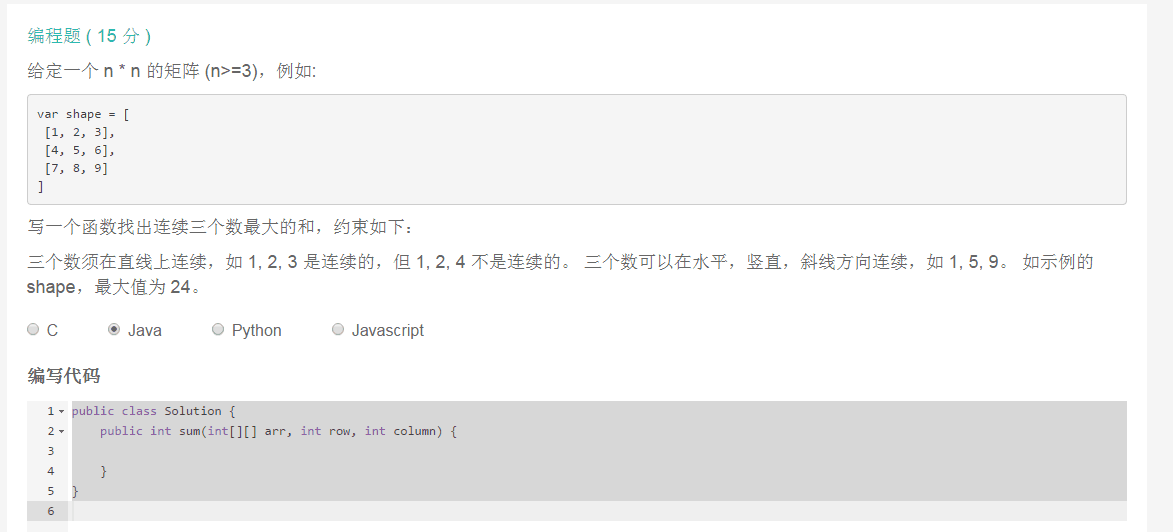 编程题 ( 15 分 )
给定一个 n * n 的矩阵 (n>=3)，例如:
var shape = [
 [1, 2, 3],
 [4, 5, 6],
 [7, 8, 9]
]
写一个函数找出连续三个数最大的和，约束如下：
三个数须在直线上连续，如 1, 2, 3 是连续的，但 1, 2, 4 不是连续的。 三个数可以在水平，竖直，斜线方向连续，如 1, 5, 9。 如示例的
shape，最大值为 24。
C Java Python Javascript
编写代码
1 public class Solution {
2     public int sum(int[][] arr, int row, int column) {
3
4     }
5 }
6